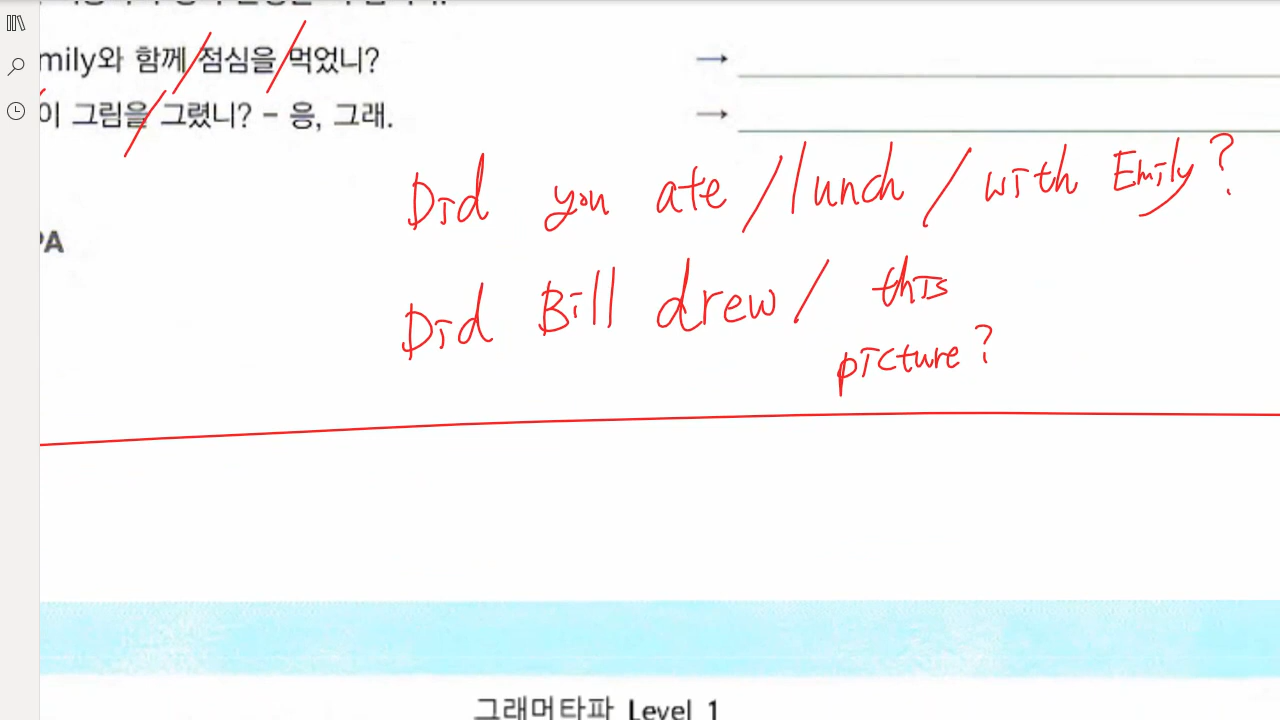 mily와 함께 점심을 먹었니? →
이 그림을 그렸니? – 응, 그래. →
Did you ate / lunch / with Emily?
Did Bill drew / this
picture?
PA
그래머타파 Level 1